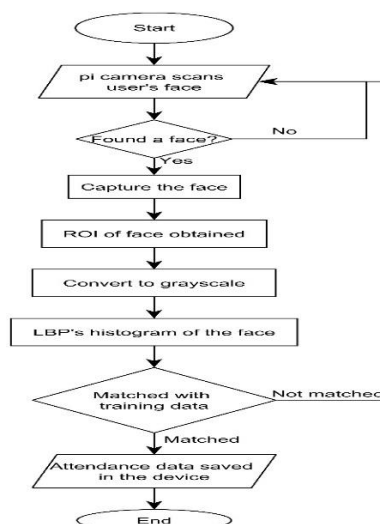 Start
pi camera scans
user's face
Found a face?
No
Yes
Capture the face
ROI of face obtained
Convert to grayscale
LBP's histogram of the face
Matched with
training data
Not matched
Matched
Attendance data saved
in the device
End